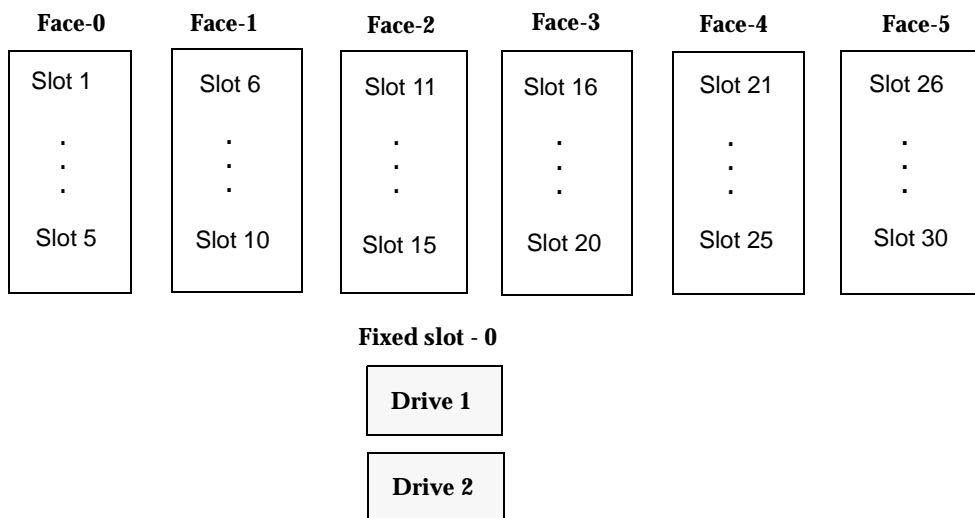 Face-0 Face-1 Face-2 Face-3 Face-4 Face-5
Slot 1 Slot 6 Slot 11 Slot 16 Slot 21 Slot 26
. . . . . .
. . . . . .
. . . . . .
Slot 5 Slot 10 Slot 15 Slot 20 Slot 25 Slot 30
Fixed slot - 0
Drive 1
Drive 2